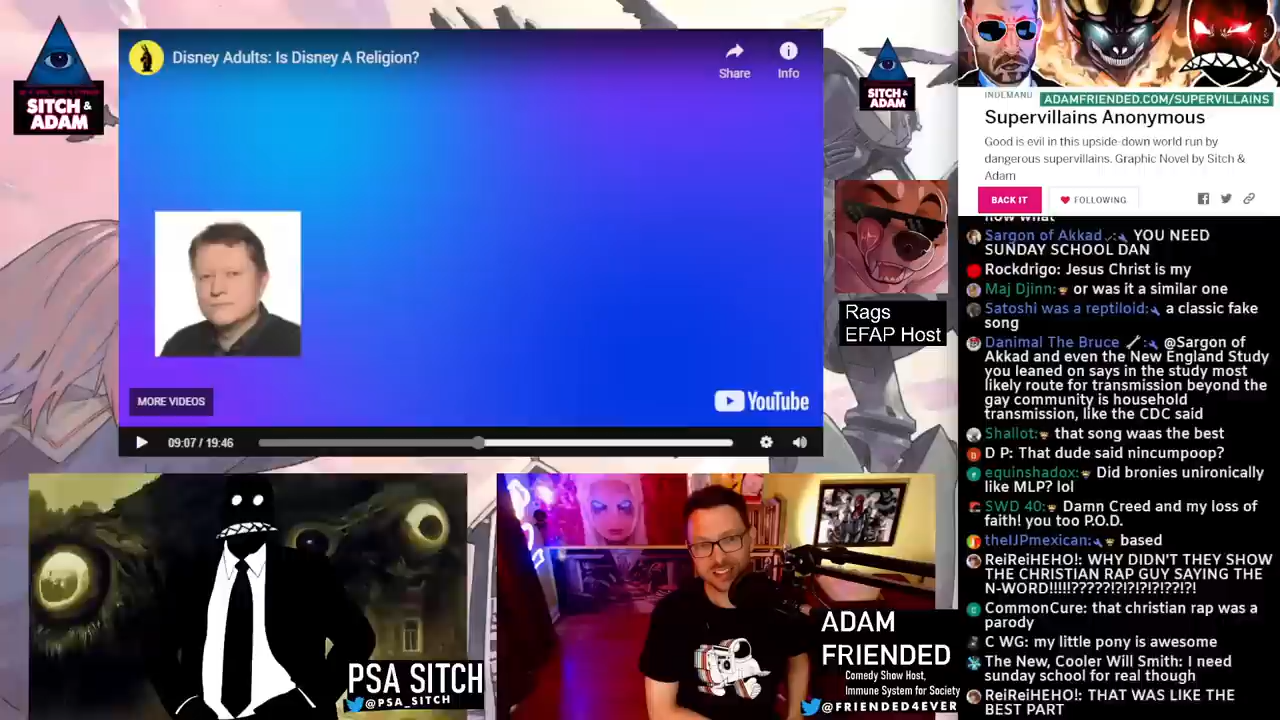 SITCH &
ADAM
Disney Adults: Is Disney A Religion?
Share
Info
MORE VIDEOS
YouTube
09:07 / 19:46
SITCH &
ADAM
Rags
EFAP Host
PSA SITCH
@PSA_SITCH
ADAM
FRIENDED
Comedy Show Host,
Immune System for Society
@FRIENDED4EVER
INDEMAND
ADAMFRIENDED.COM/SUPERVILLAINS
Supervillains Anonymous
Good is evil in this upside-down world run by
dangerous supervillains. Graphic Novel by Sitch &
Adam
BACK IT
FOLLOWING
now what
Sargon of Akkad YOU NEED
SUNDAY SCHOOL DAN
Rockdrigo: Jesus Christ is my
Maj Djinn: or was it a similar one
Satoshi was a reptiloid: a classic fake
song
Danimal The Bruce : @Sargon of
Akkad and even the New England Study
you leaned on says in the study most
likely route for transmission beyond the
gay community is household
transmission, like the CDC said
Shallot: that song waas the best
D P: That dude said nincumpoop?
equinshadox: Did bronies unironically
like MLP? lol
SWD 40: Damn Creed and my loss of
faith! you too P.O.D.
theIJPmexican: based
ReiReiHEHO!: WHY DIDN'T THEY SHOW
THE CHRISTIAN RAP GUY SAYING THE
N-WORD!!!!!?????!?!?!?!??!?!
CommonCure: that christian rap was a
parody
C WG: my little pony is awesome
The New, Cooler Will Smith: I need
sunday school for real though
ReiReiHEHO!: THAT WAS LIKE THE
BEST PART